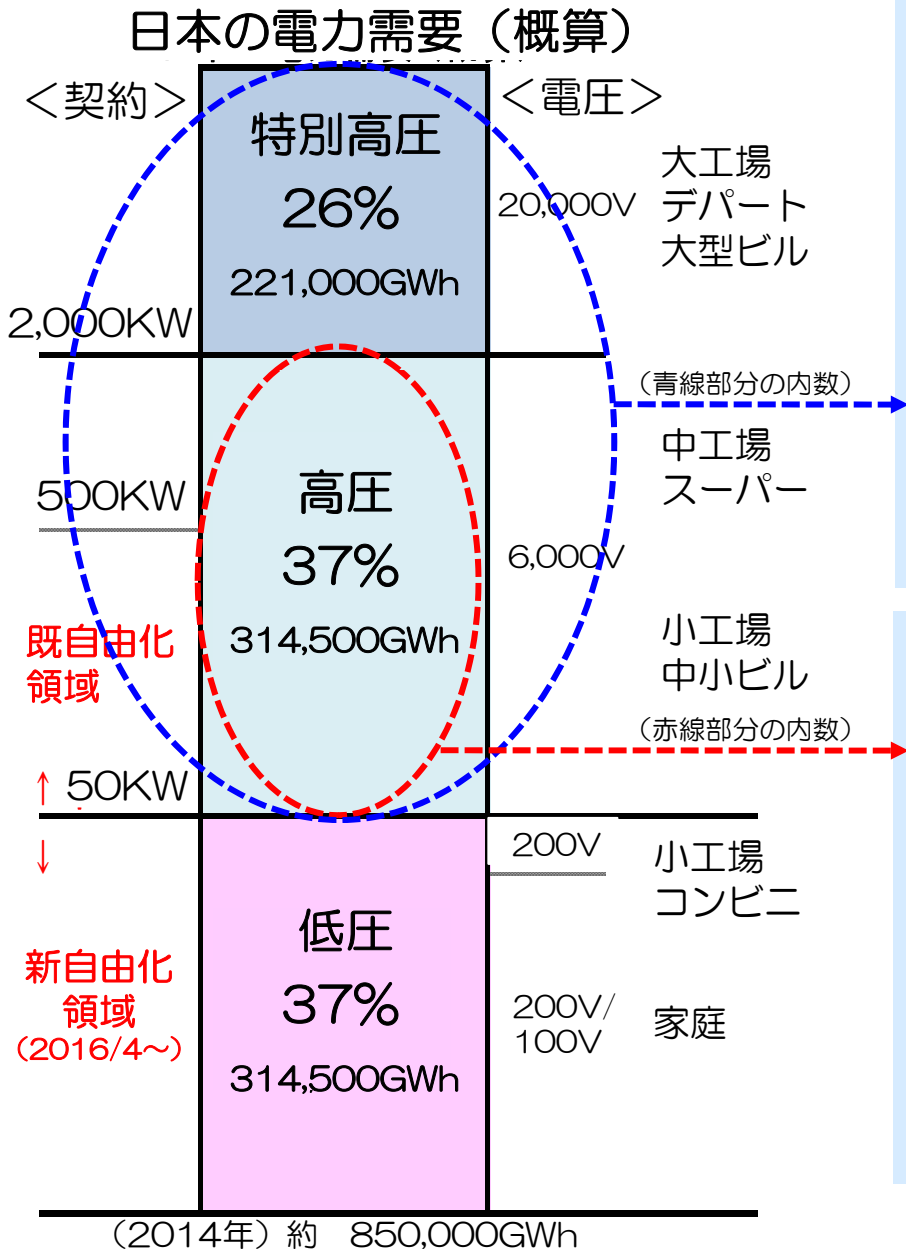 日本の電力需要（概算）
＜契約＞
＜電圧＞
特別高圧
26%
221,000GWh
20,000V
大工場
デパート
大型ビル
2,000KW
（青線部分の内数）
中工場
スーパー
500KW
高圧
37%
314,500GWh
6,000V
既自由化
領域
小工場
中小ビル
（赤線部分の内数）
↑ 50KW
↓
200V
小工場
コンビニ
低圧
37%
314,500GWh
新自由化
領域
（2016/4～）
200V/
100V
家庭
（2014年）約　850,000GWh